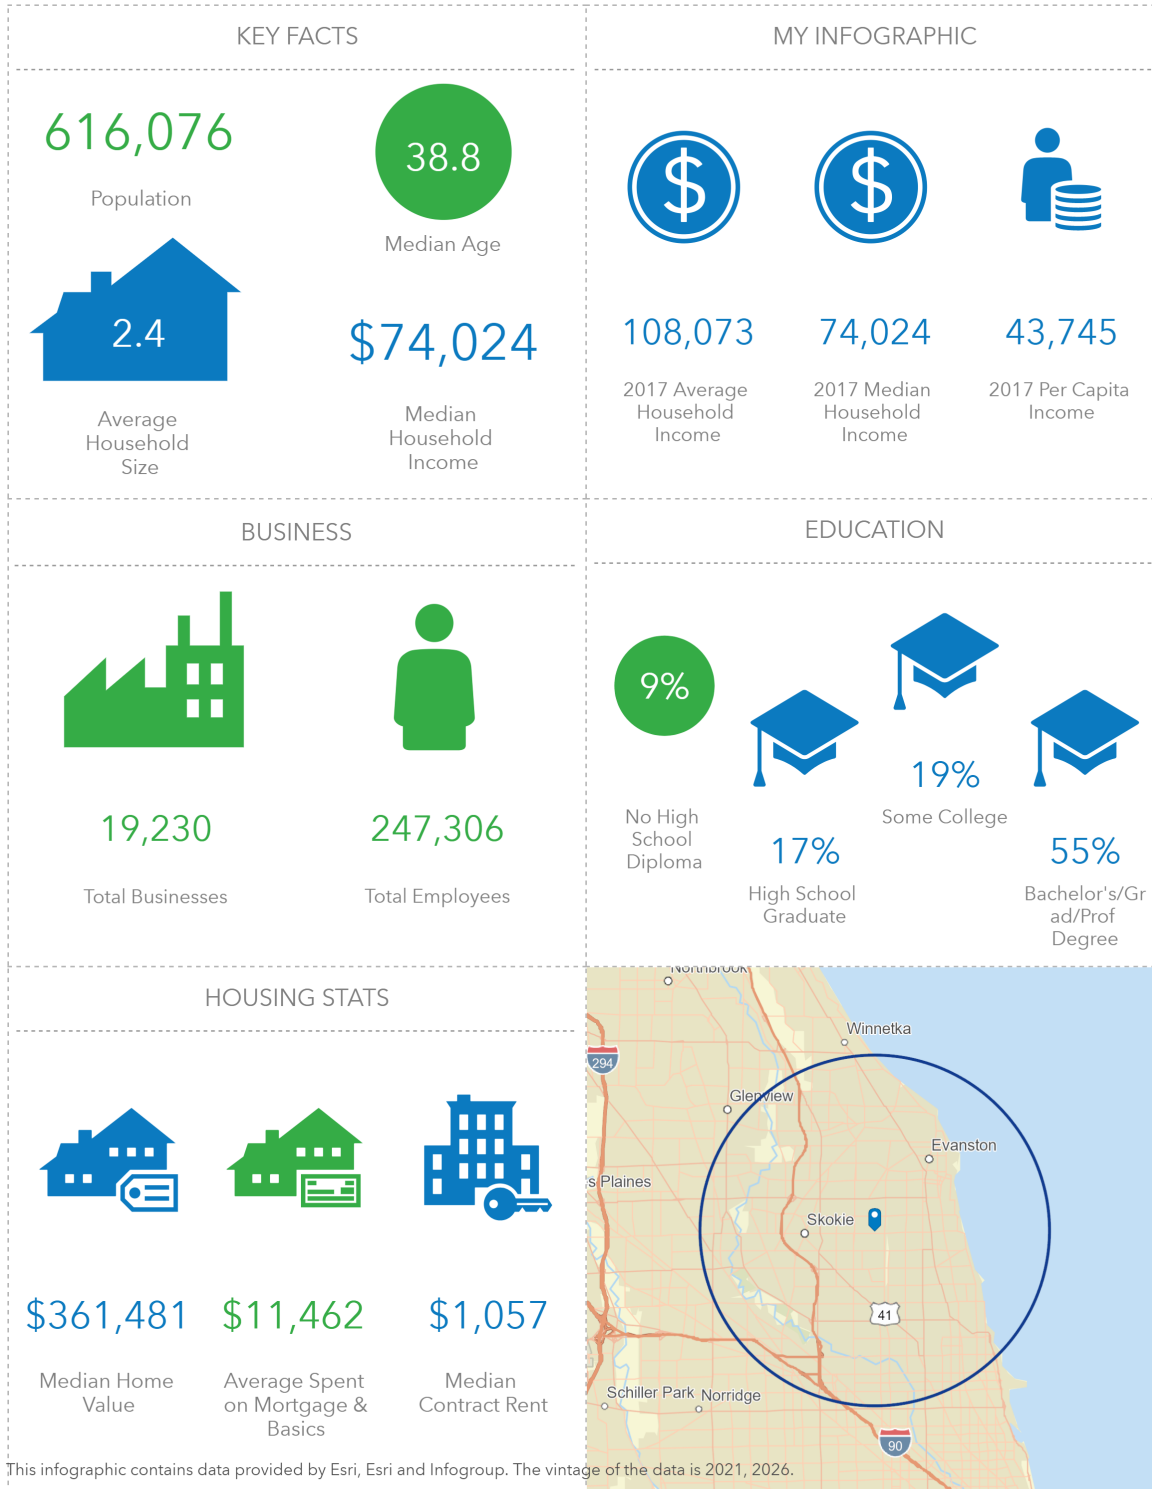 KEY FACTS
616,076
Population
38.8
Median Age
2.4
Average
Household
Size
$74,024
Median
Household
Income
MY INFOGRAPHIC
$
$
108,073
2017 Average
Household
Income
74,024
2017 Median
Household
Income
43,745
2017 Per Capita
Income
BUSINESS
19,230
Total Businesses
247,306
Total Employees
EDUCATION
9%
No High
School
Diploma
17%
High School
Graduate
19%
Some College
55%
Bachelor's/Gr
ad/Prof
Degree
HOUSING STATS
$361,481
Median Home
Value
$11,462
Average Spent
on Mortgage &
Basics
$1,057
Median
Contract Rent
Northbrook
Winnetka
294
Glenview
Evanston
s Plaines
Skokie
41
Schiller Park
Norridge
90
This infographic contains data provided by Esri, Esri and Infogroup. The vintage of the data is 2021, 2026.